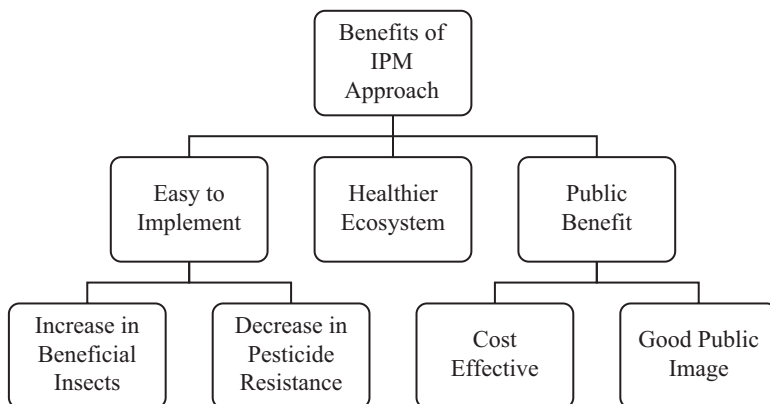 Benefits of
IPM
Approach
Easy to
Implement
Healthier
Ecosystem
Public
Benefit
Increase in
Beneficial
Insects
Decrease in
Pesticide
Resistance
Cost
Effective
Good Public
Image